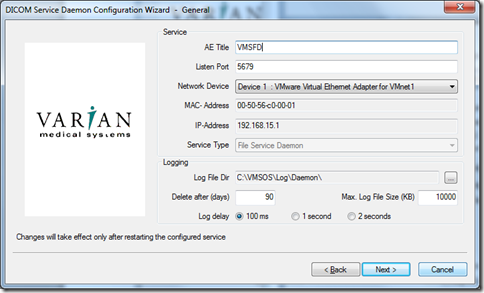 DICOM Service Daemon Configuration Wizard - General
VARIAN
medical systems
Service
AE Title VMSFD
Listen Port 5679
Network Device Device 1 : VMware Virtual Ethernet Adapter for VMnet1
MAC- Address 00-50-56-c0-00-01
IP-Address 192.168.15.1
Service Type File Service Daemon
Logging
Log File Dir C:\VMSOS\Log\Daemon\ ...
Delete after (days) 90 Max. Log File Size (KB) 10000
Log delay 100 ms 1 second 2 seconds
Changes will take effect only after restarting the configured service
< Back Next > Cancel